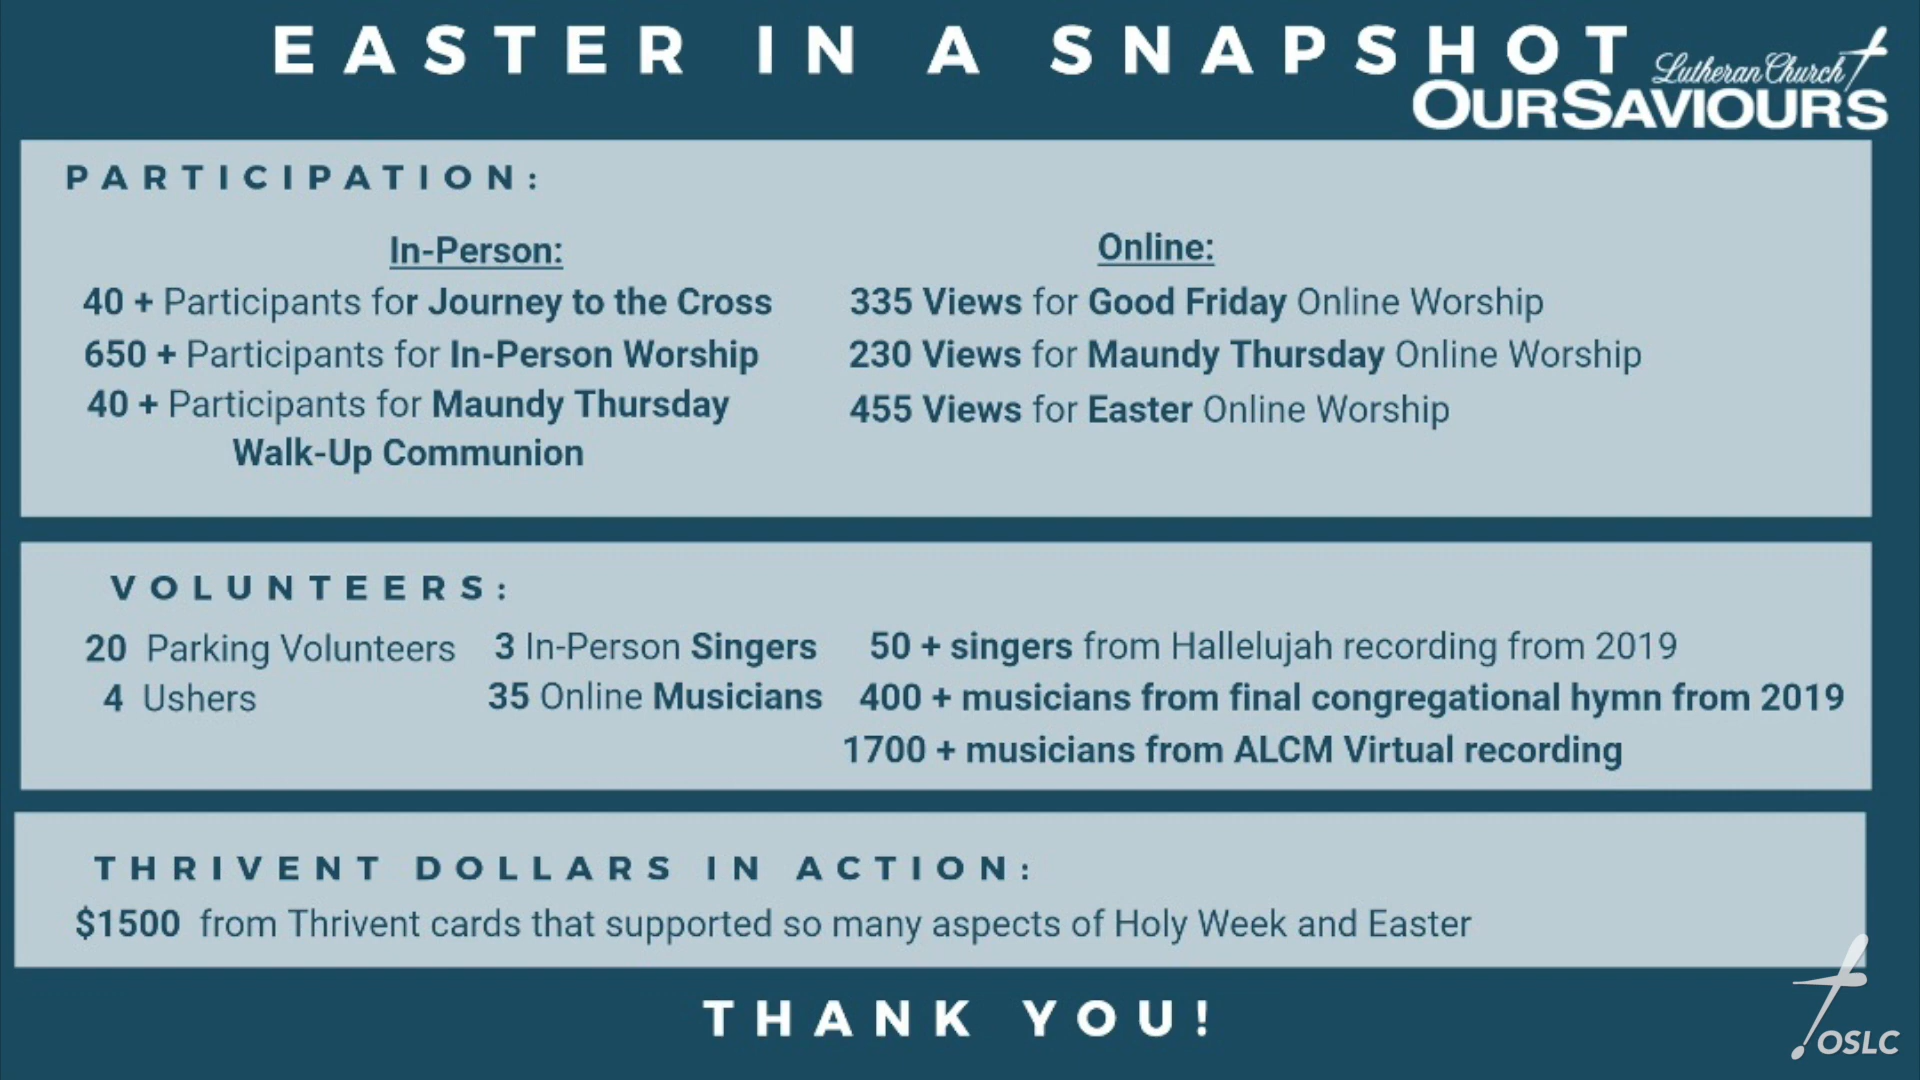 EASTER IN A SNAPSHOT
Lutheran Church
OURSAVIOURS
PARTICIPATION:
In-Person:
40 + Participants for Journey to the Cross
650 + Participants for In-Person Worship
40 + Participants for Maundy Thursday
Walk-Up Communion
Online:
335 Views for Good Friday Online Worship
230 Views for Maundy Thursday Online Worship
455 Views for Easter Online Worship
VOLUNTEERS:
20 Parking Volunteers
4 Ushers
3 In-Person Singers
35 Online Musicians
50 + singers from Hallelujah recording from 2019
400 + musicians from final congregational hymn from 2019
1700 + musicians from ALCM Virtual recording
THRIVENT DOLLARS IN ACTION:
$1500 from Thrivent cards that supported so many aspects of Holy Week and Easter
THANK YOU!
OSLC